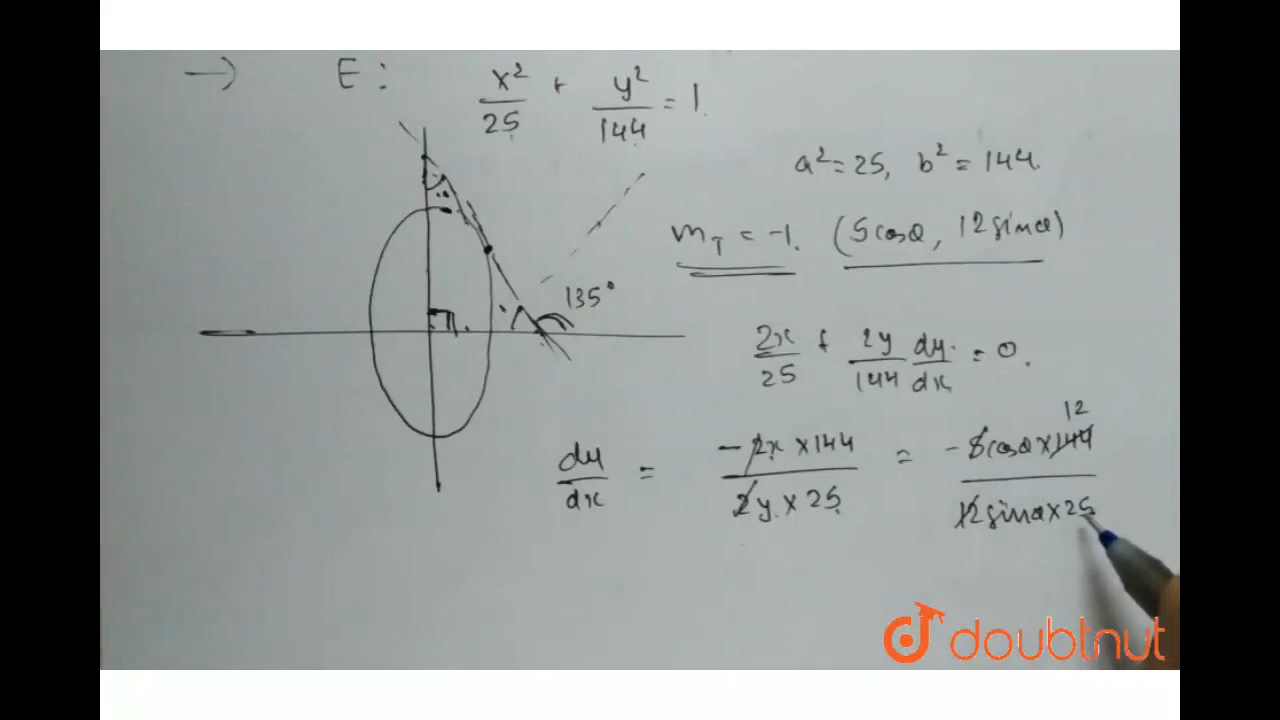 → E : x²/25 + y²/144 = 1.
a² = 25, b² = 144.
m_T = -1. (5cosθ, 12sinθ)
135°
2x/25 + 2y/144 dy/dx = 0.
dy/dx = -2x × 144 / 2y × 25 = -5cosθ × 144 / 12sinθ × 25
12
doubtnut